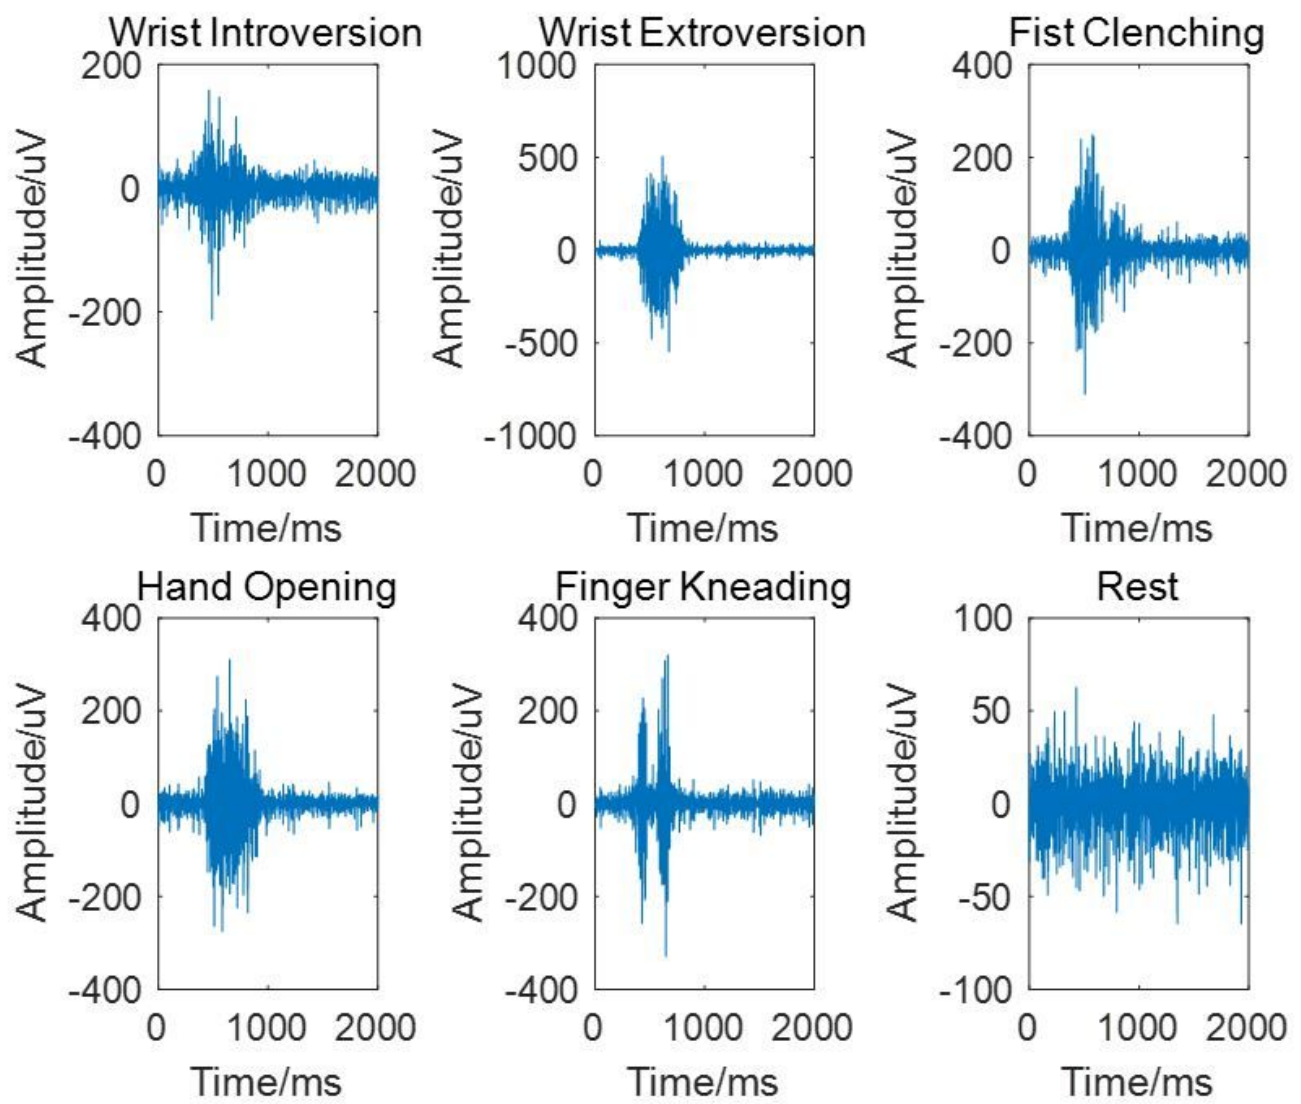 Wrist Introversion
200
0
-200
-400
Amplitude/uV
0 1000 2000
Time/ms
Wrist Extroversion
1000
500
0
-500
-1000
Amplitude/uV
0 1000 2000
Time/ms
Fist Clenching
400
200
0
-200
-400
Amplitude/uV
0 1000 2000
Time/ms
Hand Opening
400
200
0
-200
-400
Amplitude/uV
0 1000 2000
Time/ms
Finger Kneading
400
200
0
-200
-400
Amplitude/uV
0 1000 2000
Time/ms
Rest
100
50
0
-50
-100
Amplitude/uV
0 1000 2000
Time/ms